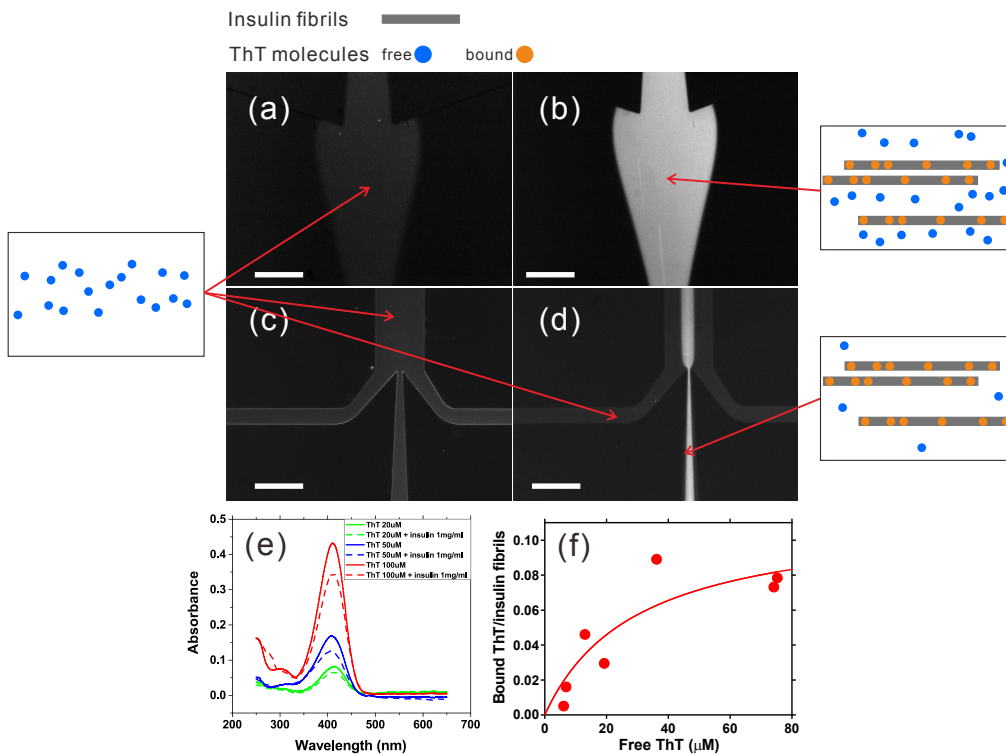 Insulin fibrils
ThT molecules free bound
(a)
(b)
(c)
(d)
(e)
ThT 20uM
ThT 20uM + insulin 1mg/ml
ThT 50uM
ThT 50uM + insulin 1mg/ml
ThT 100uM
ThT 100uM + insulin 1mg/ml
Absorbance
0.5
0.4
0.3
0.2
0.1
0.0
200 300 400 500 600 700
Wavelength (nm)
(f)
Bound ThT/insulin fibrils
0.10
0.08
0.06
0.04
0.02
0.00
0 20 40 60 80
Free ThT (μM)